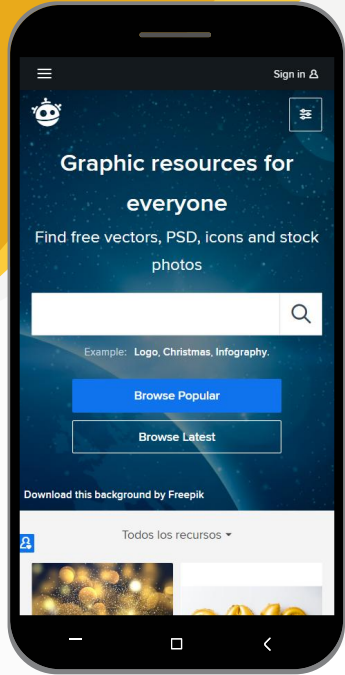 Sign in
Graphic resources for
everyone
Find free vectors, PSD, icons and stock
photos
Example: Logo, Christmas, Infography.
Browse Popular
Browse Latest
Download this background by Freepik
Todos los recursos